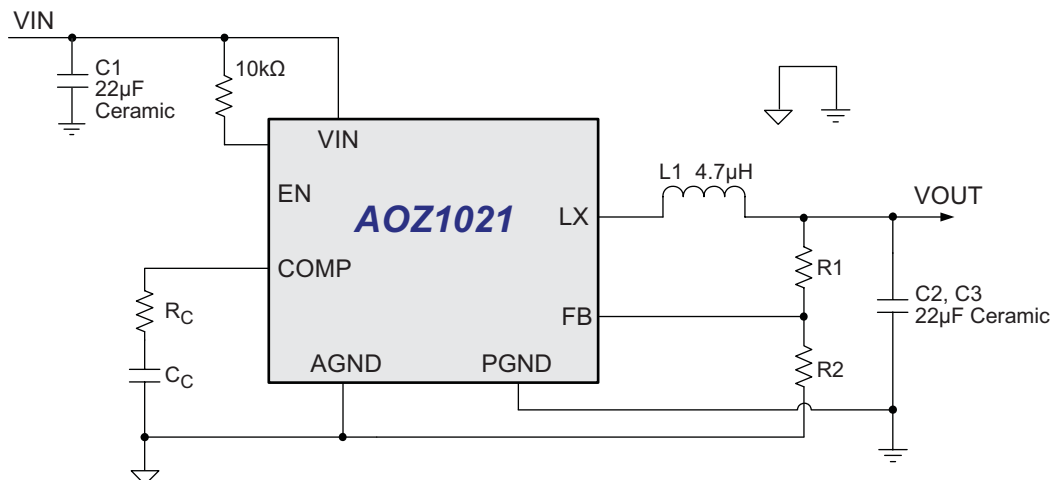 VIN
C1
22µF
Ceramic
10kΩ
VIN
EN
AOZ1021
LX
L1 4.7µH
VOUT
COMP
R1
RC
FB
C2, C3
22µF Ceramic
CC
AGND
PGND
R2